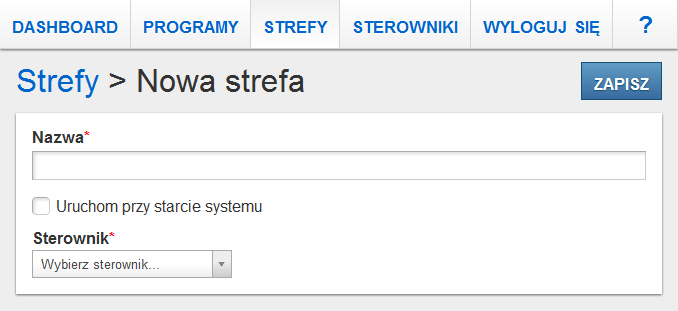 DASHBOARD PROGRAMY STREFY STEROWNIKI WYLOGUJ SIĘ ?
Strefy > Nowa strefa ZAPISZ
Nazwa*
Uruchom przy starcie systemu
Sterownik*
Wybierz sterownik...